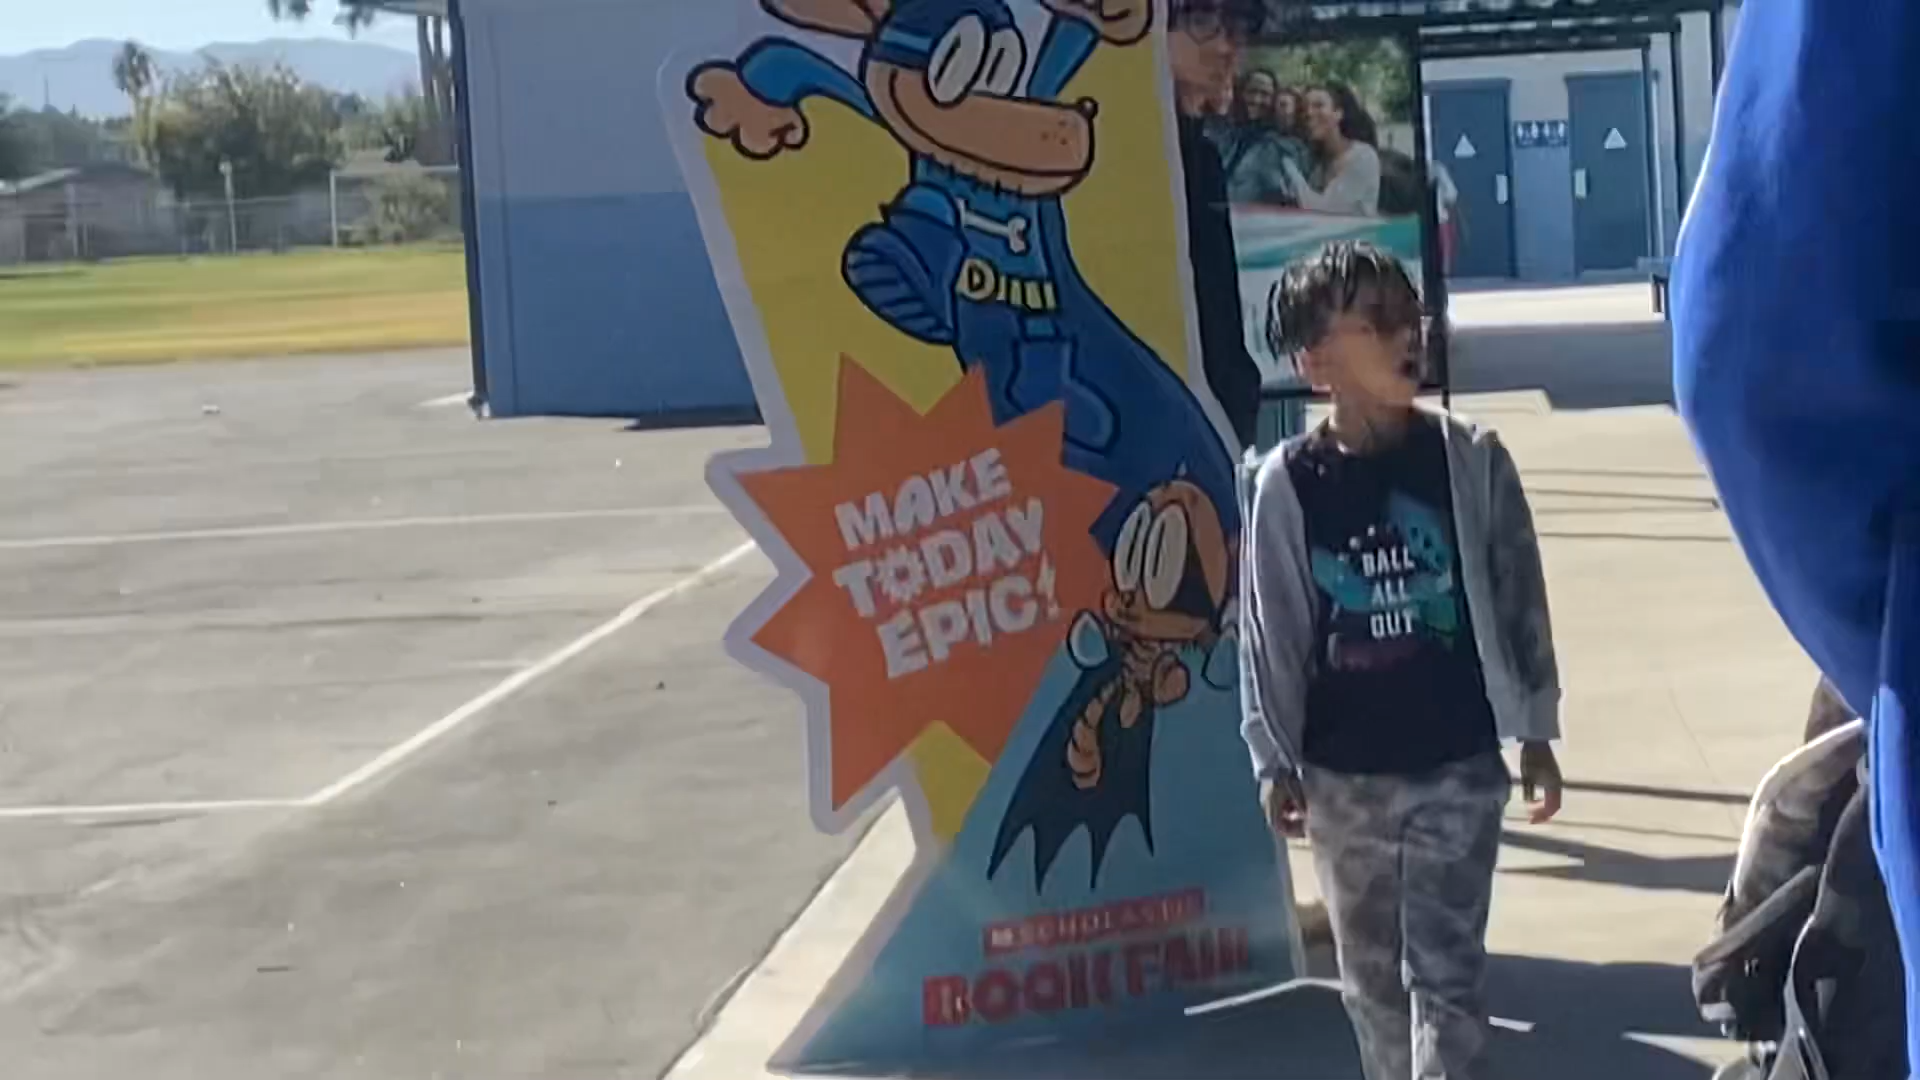 D
MAKE
TODAY
EPIC!
BALL
ALL
OUT
SCHOLASTIC
BOOK FAIR